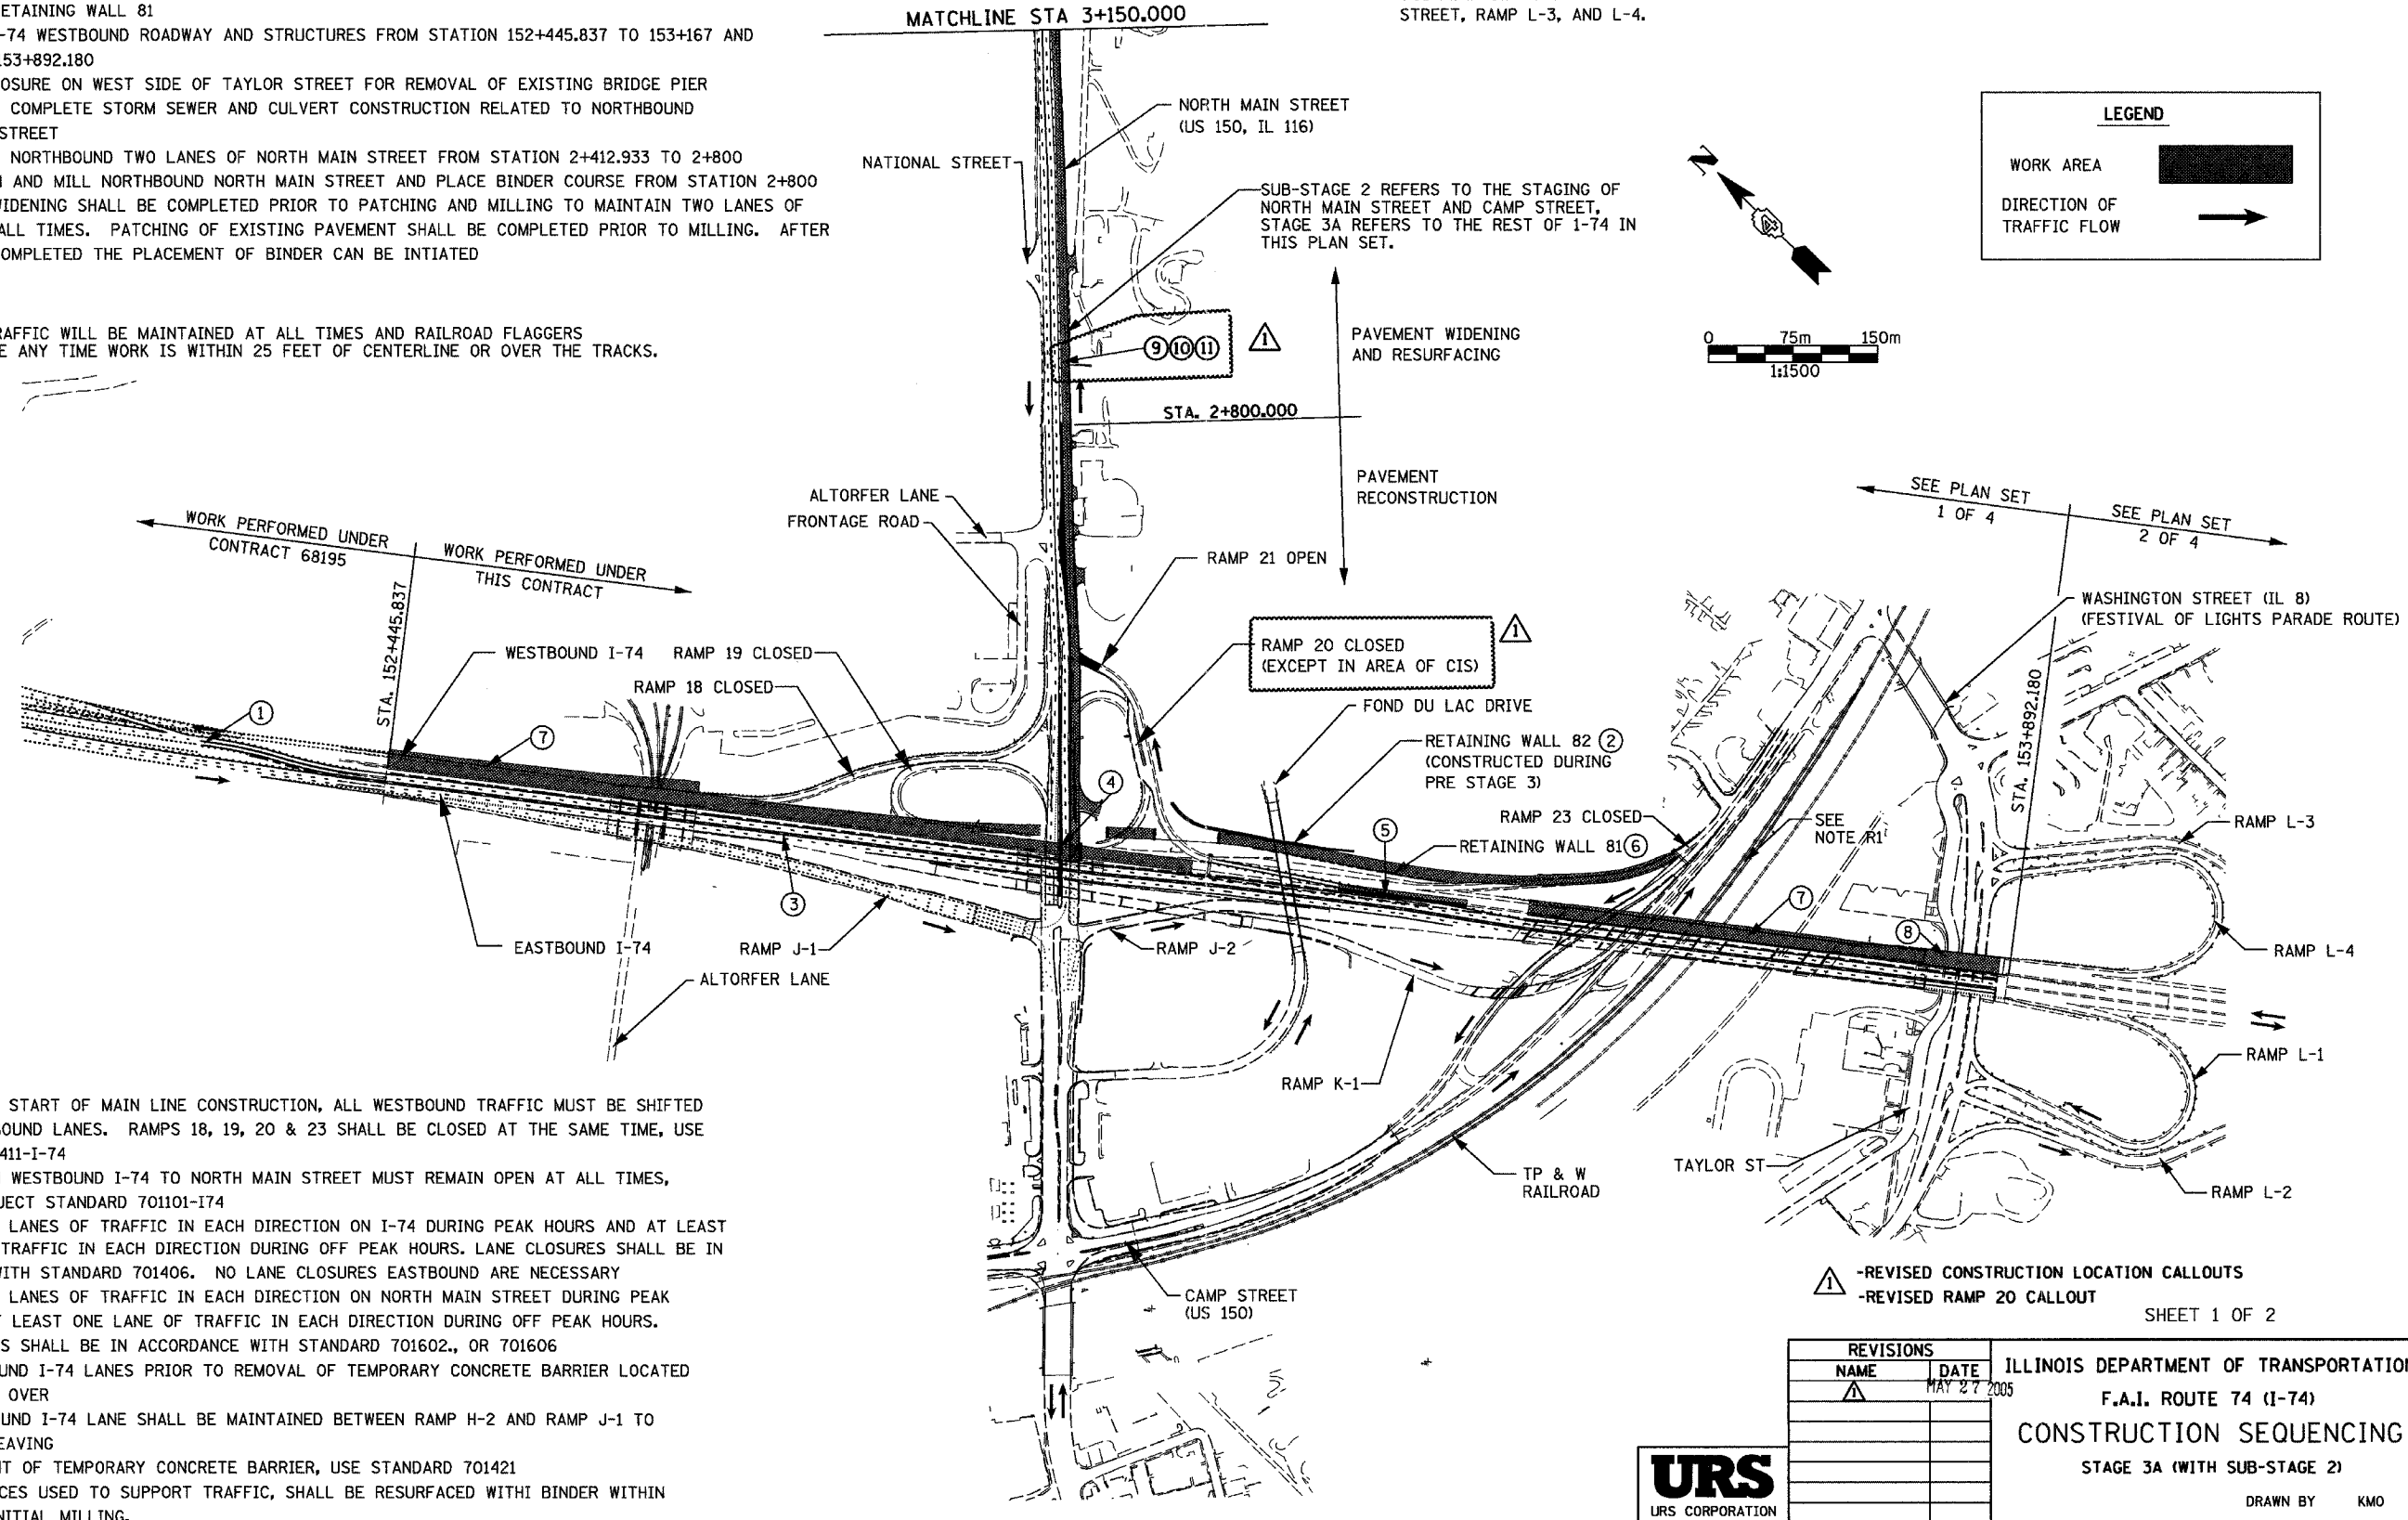 ETAINING WALL 81
-74 WESTBOUND ROADWAY AND STRUCTURES FROM STATION 152+445.837 TO 153+167 AND
153+892.180
OSURE ON WEST SIDE OF TAYLOR STREET FOR REMOVAL OF EXISTING BRIDGE PIER
COMPLETE STORM SEWER AND CULVERT CONSTRUCTION RELATED TO NORTHBOUND
STREET
NORTHBOUND TWO LANES OF NORTH MAIN STREET FROM STATION 2+412.933 TO 2+800
AND MILL NORTHBOUND NORTH MAIN STREET AND PLACE BINDER COURSE FROM STATION 2+800
WIDENING SHALL BE COMPLETED PRIOR TO PATCHING AND MILLING TO MAINTAIN TWO LANES OF
ALL TIMES. PATCHING OF EXISTING PAVEMENT SHALL BE COMPLETED PRIOR TO MILLING. AFTER
OMPLETED THE PLACEMENT OF BINDER CAN BE INTIATED
RAFFIC WILL BE MAINTAINED AT ALL TIMES AND RAILROAD FLAGGERS
E ANY TIME WORK IS WITHIN 25 FEET OF CENTERLINE OR OVER THE TRACKS.
MATCHLINE STA 3+150.000
STREET, RAMP L-3, AND L-4.
NORTH MAIN STREET
(US 150, IL 116)
NATIONAL STREET
SUB-STAGE 2 REFERS TO THE STAGING OF
NORTH MAIN STREET AND CAMP STREET,
STAGE 3A REFERS TO THE REST OF 1-74 IN
THIS PLAN SET.
LEGEND
WORK AREA
DIRECTION OF
TRAFFIC FLOW
N
0 75m 150m
1:1500
9 10 11
1
PAVEMENT WIDENING
AND RESURFACING
STA. 2+800.000
PAVEMENT
RECONSTRUCTION
ALTORFER LANE
FRONTAGE ROAD
RAMP 21 OPEN
WORK PERFORMED UNDER
CONTRACT 68195
WORK PERFORMED UNDER
THIS CONTRACT
STA. 152+445.837
SEE PLAN SET
1 OF 4
SEE PLAN SET
2 OF 4
WASHINGTON STREET (IL 8)
(FESTIVAL OF LIGHTS PARADE ROUTE)
STA. 153+892.180
RAMP 20 CLOSED
(EXCEPT IN AREA OF CIS)
1
WESTBOUND I-74
RAMP 19 CLOSED
RAMP 18 CLOSED
FOND DU LAC DRIVE
RETAINING WALL 82 2
(CONSTRUCTED DURING
PRE STAGE 3)
1
7
4
RAMP 23 CLOSED
5
RETAINING WALL 81 6
SEE
NOTE R1
RAMP L-3
3
7
8
RAMP L-4
EASTBOUND I-74
RAMP J-1
RAMP J-2
ALTORFER LANE
RAMP K-1
RAMP L-1
TAYLOR ST
TP & W
RAILROAD
RAMP L-2
CAMP STREET
(US 150)
START OF MAIN LINE CONSTRUCTION, ALL WESTBOUND TRAFFIC MUST BE SHIFTED
BOUND LANES. RAMPS 18, 19, 20 & 23 SHALL BE CLOSED AT THE SAME TIME, USE
411-I-74
WESTBOUND I-74 TO NORTH MAIN STREET MUST REMAIN OPEN AT ALL TIMES,
JECT STANDARD 701101-I74
LANES OF TRAFFIC IN EACH DIRECTION ON I-74 DURING PEAK HOURS AND AT LEAST
TRAFFIC IN EACH DIRECTION DURING OFF PEAK HOURS. LANE CLOSURES SHALL BE IN
WITH STANDARD 701406. NO LANE CLOSURES EASTBOUND ARE NECESSARY
LANES OF TRAFFIC IN EACH DIRECTION ON NORTH MAIN STREET DURING PEAK
T LEAST ONE LANE OF TRAFFIC IN EACH DIRECTION DURING OFF PEAK HOURS.
S SHALL BE IN ACCORDANCE WITH STANDARD 701602., OR 701606
UND I-74 LANES PRIOR TO REMOVAL OF TEMPORARY CONCRETE BARRIER LOCATED
OVER
UND I-74 LANE SHALL BE MAINTAINED BETWEEN RAMP H-2 AND RAMP J-1 TO
EAVING
T OF TEMPORARY CONCRETE BARRIER, USE STANDARD 701421
CES USED TO SUPPORT TRAFFIC, SHALL BE RESURFACED WITHI BINDER WITHIN
NITIAL MILLING.
1 -REVISED CONSTRUCTION LOCATION CALLOUTS
-REVISED RAMP 20 CALLOUT
SHEET 1 OF 2
REVISIONS
NAME DATE
1 MAY 27 2005
ILLINOIS DEPARTMENT OF TRANSPORTATION
F.A.I. ROUTE 74 (I-74)
CONSTRUCTION SEQUENCING
STAGE 3A (WITH SUB-STAGE 2)
DRAWN BY KMO
URS
URS CORPORATION